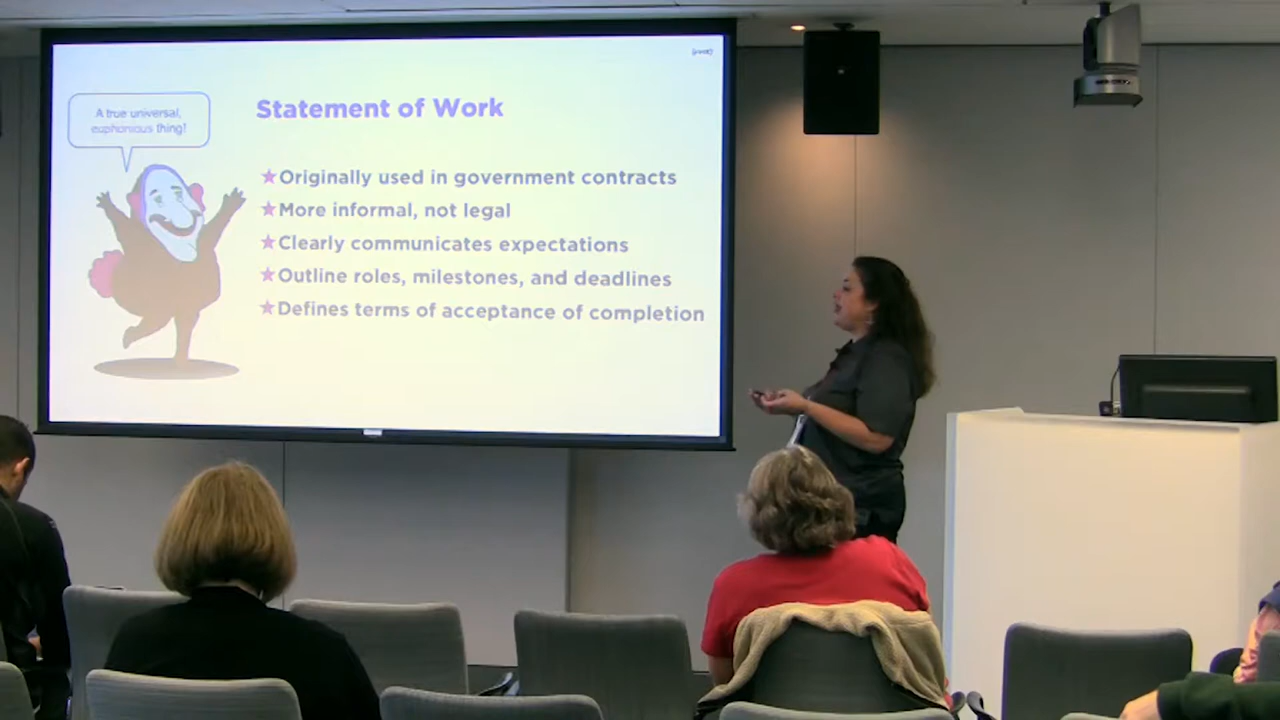 A true universal,
euphonious thing!
Statement of Work
★Originally used in government contracts
★More informal, not legal
★Clearly communicates expectations
★Outline roles, milestones, and deadlines
★Defines terms of acceptance of completion